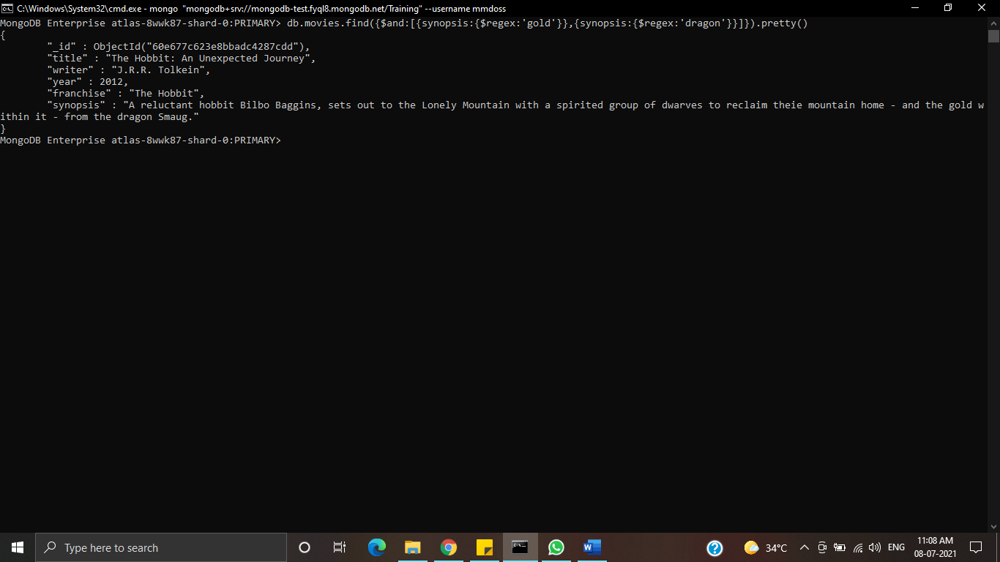 C:\Windows\System32\cmd.exe - mongo "mongodb+srv://mongodb-test.fyql8.mongodb.net/Training" --username mmdoss
MongoDB Enterprise atlas-8wwk87-shard-0:PRIMARY> db.movies.find({$and:[{synopsis:{$regex:'gold'}},{synopsis:{$regex:'dragon'}}]}).pretty()
{
"_id" : ObjectId("60e677c623e8bbadc4287cdd"),
"title" : "The Hobbit: An Unexpected Journey",
"writer" : "J.R.R. Tolkein",
"year" : 2012,
"franchise" : "The Hobbit",
"synopsis" : "A reluctant hobbit Bilbo Baggins, sets out to the Lonely Mountain with a spirited group of dwarves to reclaim theie mountain home - and the gold w
ithin it - from the dragon Smaug."
}
MongoDB Enterprise atlas-8wwk87-shard-0:PRIMARY>
Type here to search
34°C
ENG
11:08 AM
08-07-2021